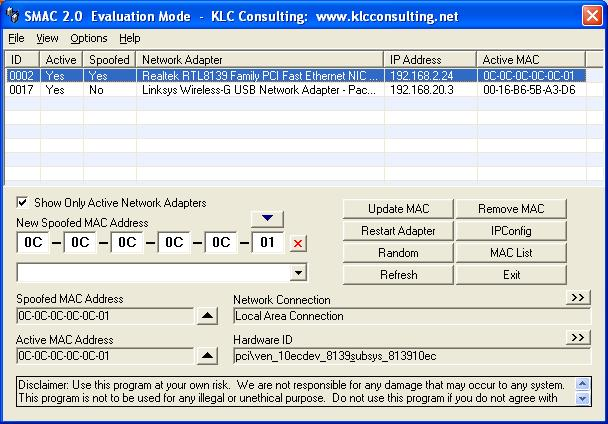 SMAC 2.0 Evaluation Mode - KLC Consulting: www.klcconsulting.net
File View Options Help
ID Active Spoofed Network Adapter IP Address Active MAC
0002 Yes Yes Realtek RTL8139 Family PCI Fast Ethernet NIC ... 192.168.2.24 0C-0C-0C-0C-0C-01
0017 Yes No Linksys Wireless-G USB Network Adapter - Pac... 192.168.20.3 00-16-B6-5B-A3-D6
Show Only Active Network Adapters
New Spoofed MAC Address
0C - 0C - 0C - 0C - 0C - 01
Update MAC Remove MAC
Restart Adapter IPConfig
Random MAC List
Refresh Exit
Spoofed MAC Address
0C-0C-0C-0C-0C-01
Network Connection >>
Local Area Connection
Active MAC Address
0C-0C-0C-0C-0C-01
Hardware ID >>
pci\ven_10ecdev_8139subsys_813910ec
Disclaimer: Use this program at your own risk. We are not responsible for any damage that may occur to any system.
This program is not to be used for any illegal or unethical purpose. Do not use this program if you do not agree with